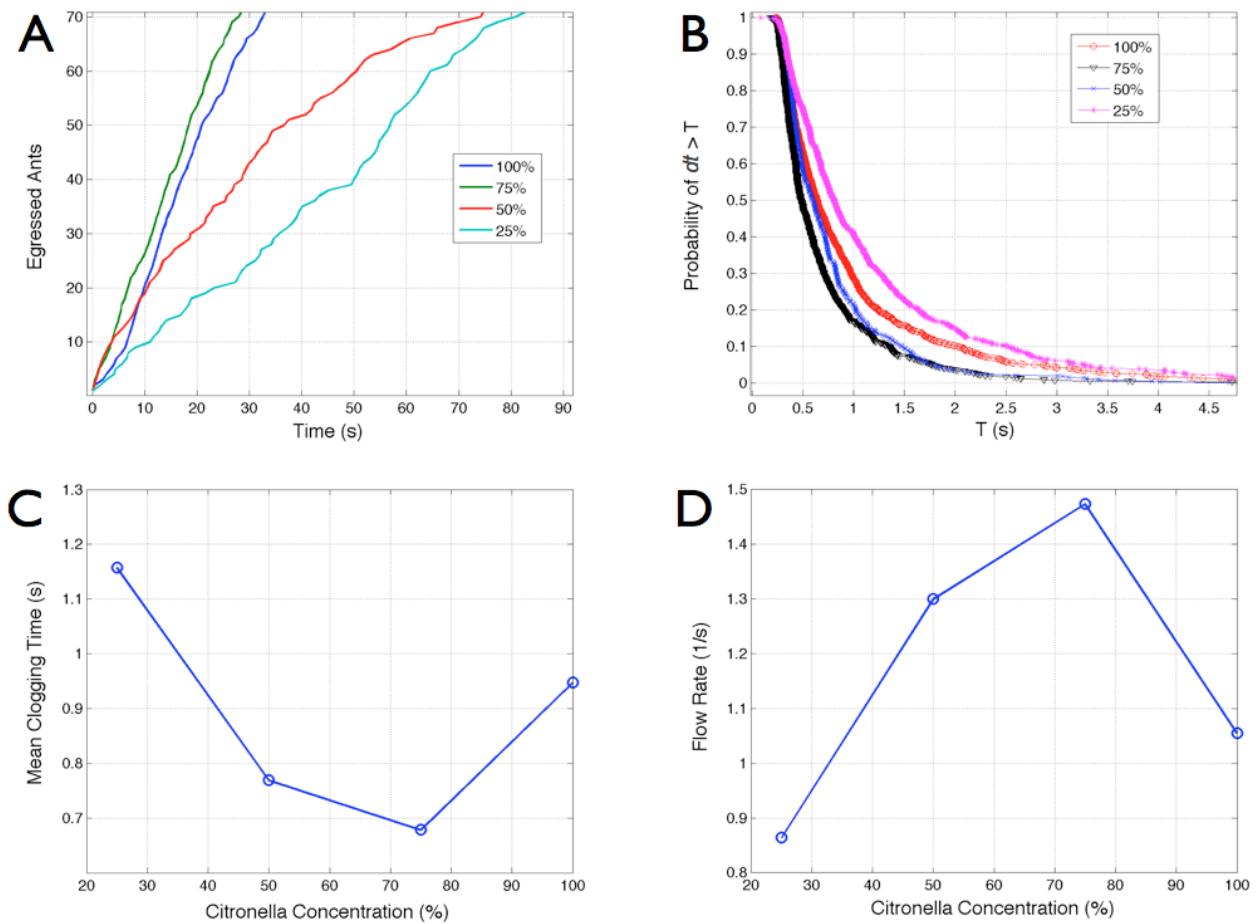 A
70
60
50
40
30
20
10
Egressed Ants
100%
75%
50%
25%
0 10 20 30 40 50 60 70 80 90
Time (s)
B
1
0.9
0.8
0.7
0.6
0.5
0.4
0.3
0.2
0.1
0
Probability of dt > T
100%
75%
50%
25%
0 0.5 1 1.5 2 2.5 3 3.5 4 4.5
T (s)
C
1.3
1.2
1.1
1
0.9
0.8
0.7
Mean Clogging Time (s)
20 30 40 50 60 70 80 90 100
Citronella Concentration (%)
D
1.5
1.4
1.3
1.2
1.1
1
0.9
0.8
Flow Rate (1/s)
20 30 40 50 60 70 80 90 100
Citronella Concentration (%)